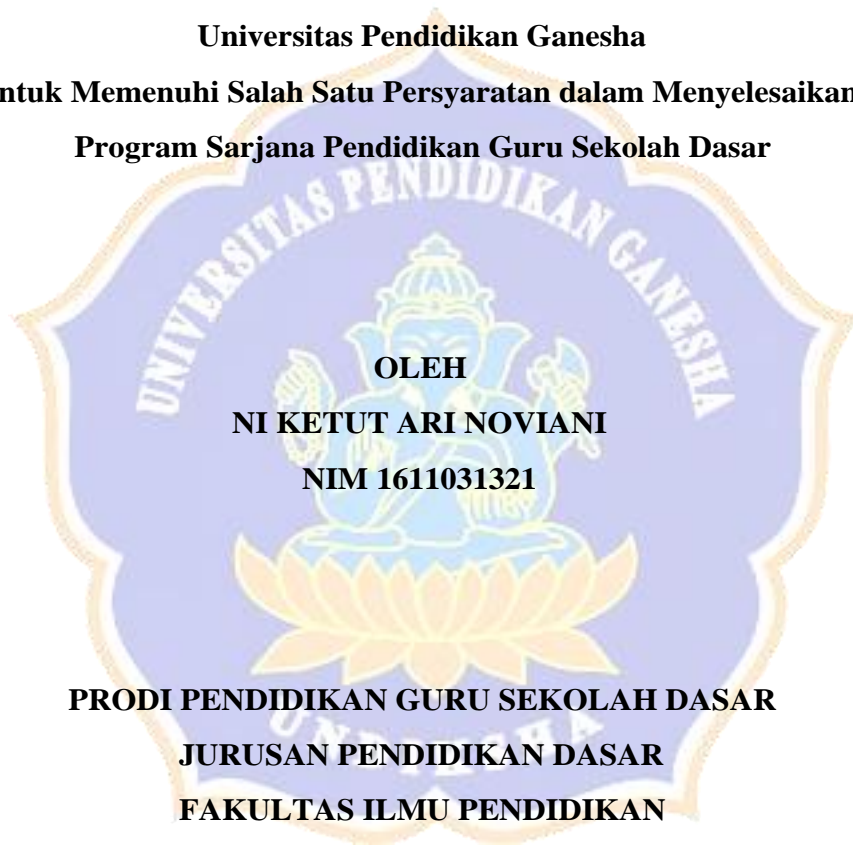 Universitas Pendidikan Ganesha
ntuk Memenuhi Salah Satu Persyaratan dalam Menyelesaikan
Program Sarjana Pendidikan Guru Sekolah Dasar
UNIVERSITAS PENDIDIKAN GANESHA
OLEH
NI KETUT ARI NOVIANI
NIM 1611031321
PRODI PENDIDIKAN GURU SEKOLAH DASAR
UNDIKSHA
JURUSAN PENDIDIKAN DASAR
FAKULTAS ILMU PENDIDIKAN